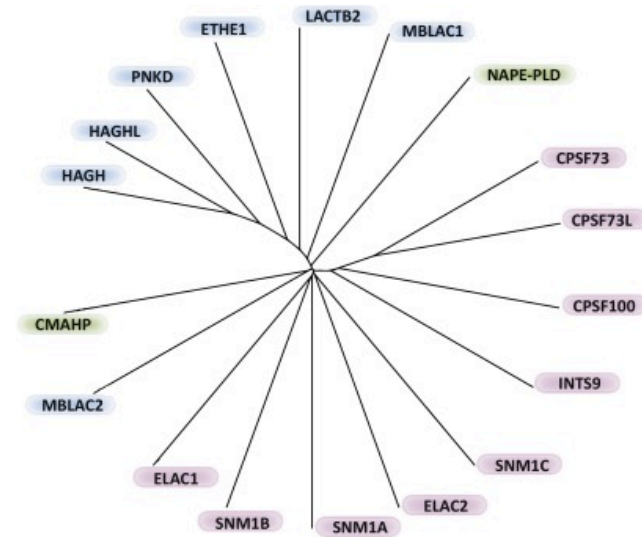 LACTB2
ETHE1
MBLAC1
PNKD
NAPE-PLD
HAGHL
HAGH
CPSF73
CPSF73L
CPSF100
CMAHP
INTS9
MBLAC2
SNM1C
ELAC1
ELAC2
SNM1B
SNM1A